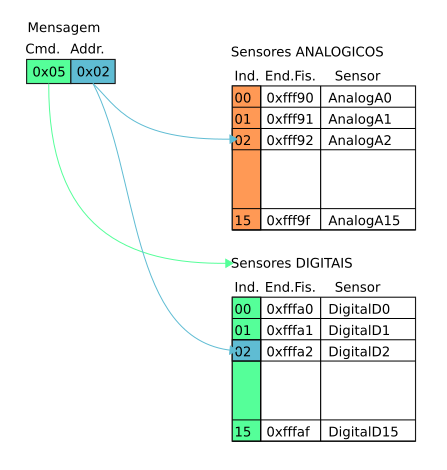 Mensagem
Cmd. Addr.
0x05 0x02
Sensores ANALOGICOS
Ind. End.Fis. Sensor
00 0xfff90 AnalogA0
01 0xfff91 AnalogA1
02 0xfff92 AnalogA2
15 0xfff9f AnalogA15
Sensores DIGITAIS
Ind. End.Fis. Sensor
00 0xfffa0 DigitalD0
01 0xfffa1 DigitalD1
02 0xfffa2 DigitalD2
15 0xfffaf DigitalD15